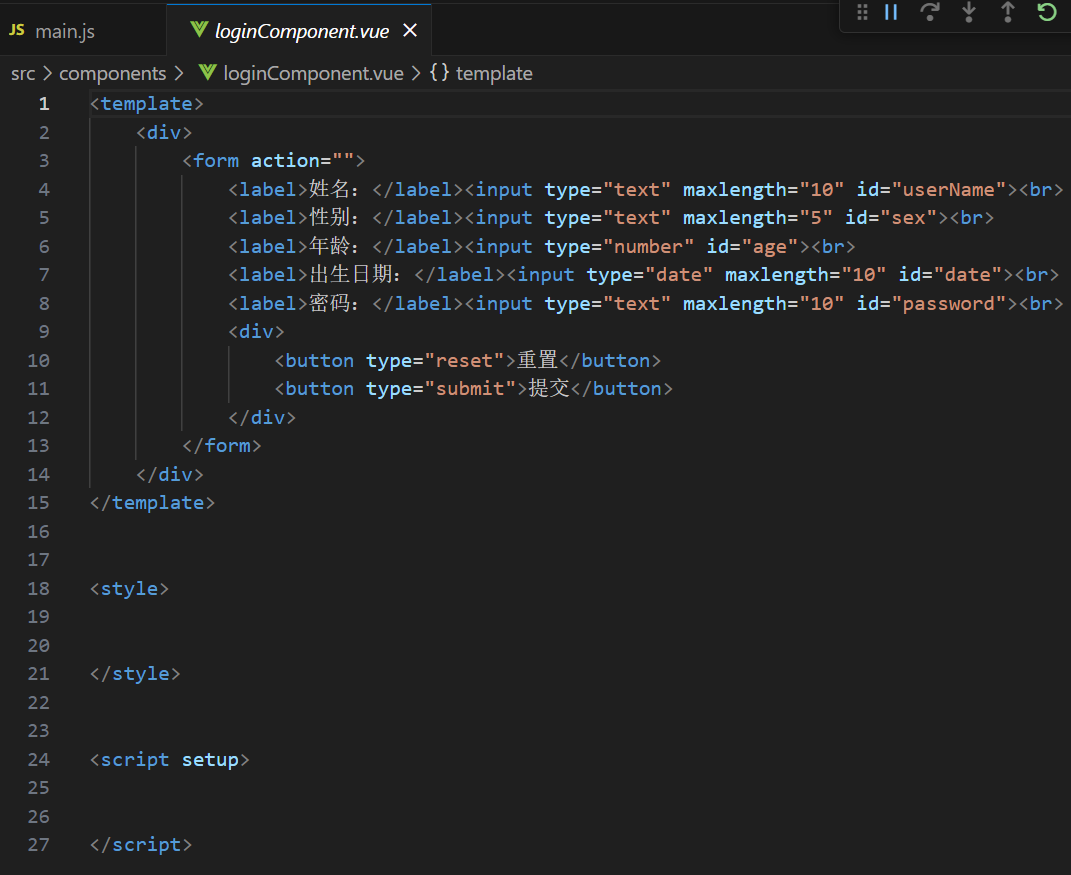 JS main.js loginComponent.vue
src > components > loginComponent.vue > {} template
1 <template>
2     <div>
3         <form action="">
4             <label>姓名：</label><input type="text" maxlength="10" id="userName"><br>
5             <label>性别：</label><input type="text" maxlength="5" id="sex"><br>
6             <label>年龄：</label><input type="number" id="age"><br>
7             <label>出生日期：</label><input type="date" maxlength="10" id="date"><br>
8             <label>密码：</label><input type="text" maxlength="10" id="password"><br>
9             <div>
10                 <button type="reset">重置</button>
11                 <button type="submit">提交</button>
12             </div>
13         </form>
14     </div>
15 </template>
16
17
18 <style>
19
20
21 </style>
22
23
24 <script setup>
25
26
27 </script>